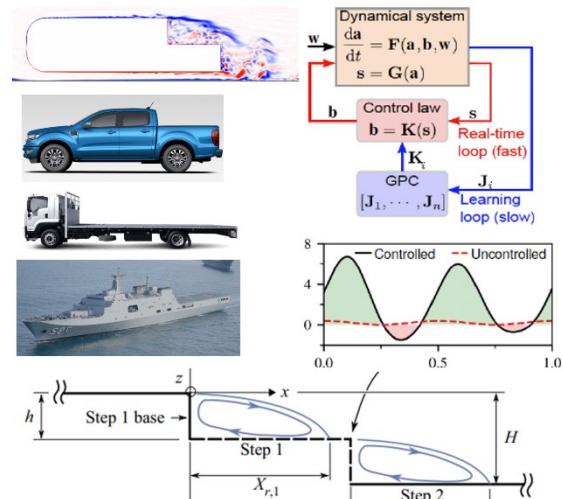 Dynamical system
w
da/dt = F(a,b,w)
s = G(a)
b
Control law
b = K(s)
s
Real-time
loop (fast)
K_i
GPC
[J_1, ⋯, J_n]
J_i
Learning
loop (slow)
Controlled
Uncontrolled
8
4
0
0.0
0.5
1.0
z
x
h
Step 1 base
Step 1
H
X_{r,1}
Step 2